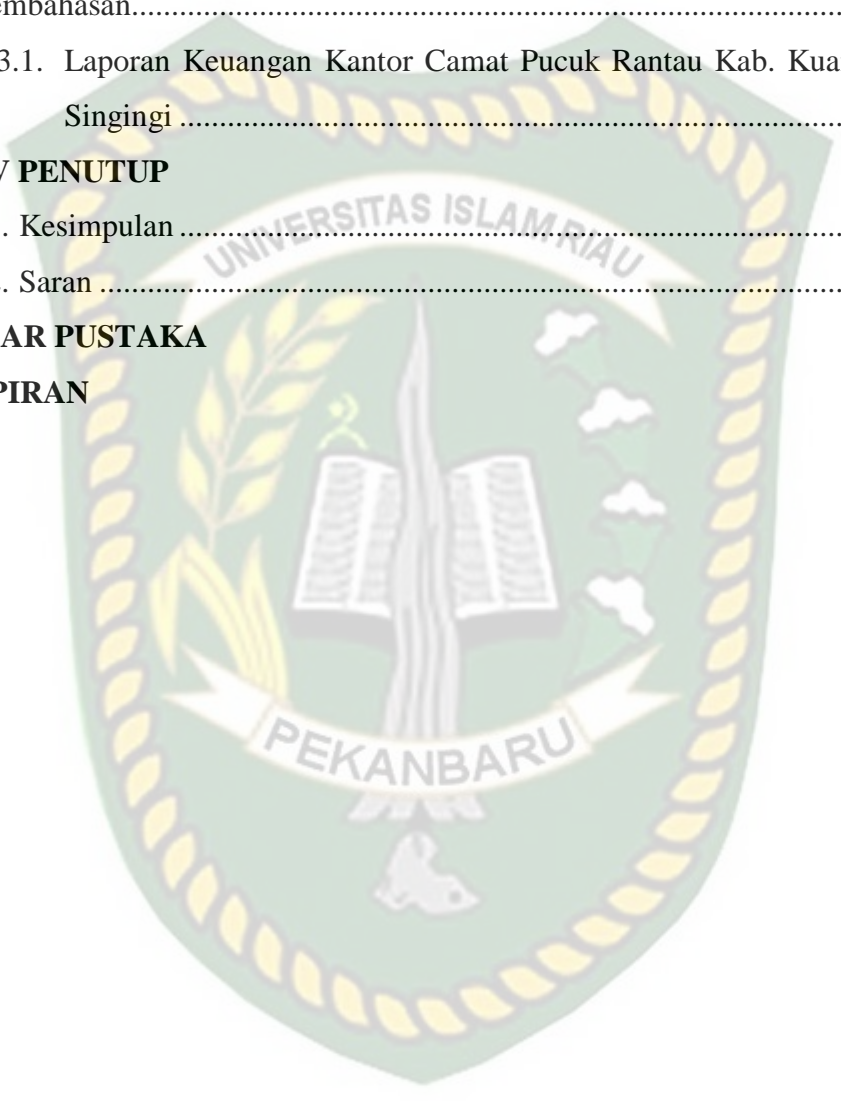 embahasan
3.1. Laporan Keuangan Kantor Camat Pucuk Rantau Kab. Kua
Singingi
PENUTUP
. Kesimpulan
. Saran
AR PUSTAKA
PIRAN
UNIVERSITAS ISLAM RIAU
PEKANBARU